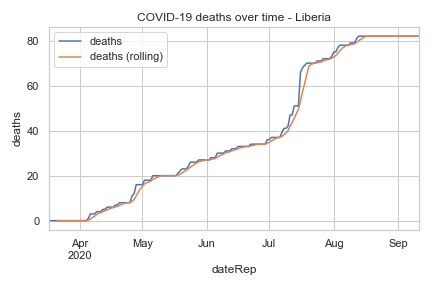 COVID-19 deaths over time - Liberia
deaths
deaths (rolling)
80
60
40
20
0
deaths
Apr
2020
May
Jun
Jul
Aug
Sep
dateRep